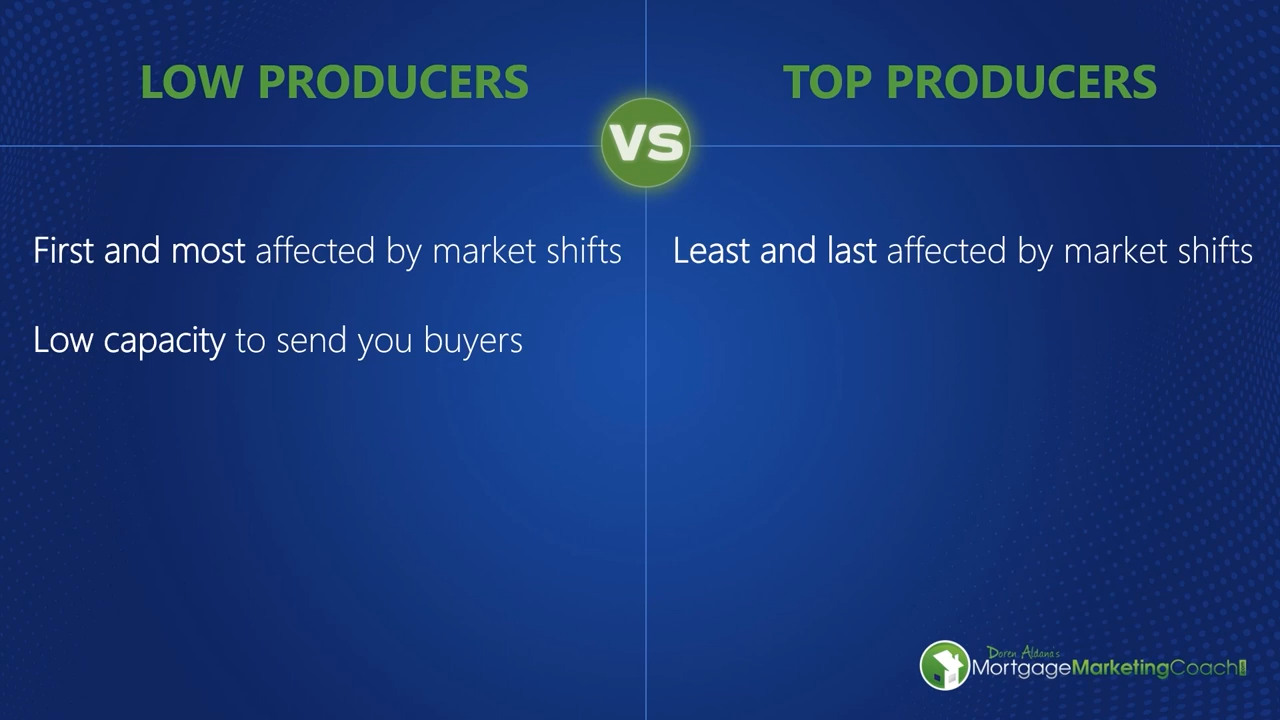 LOW PRODUCERS
VS
TOP PRODUCERS
First and most affected by market shifts
Least and last affected by market shifts
Low capacity to send you buyers
Doren Aldana's
MortgageMarketingCoach